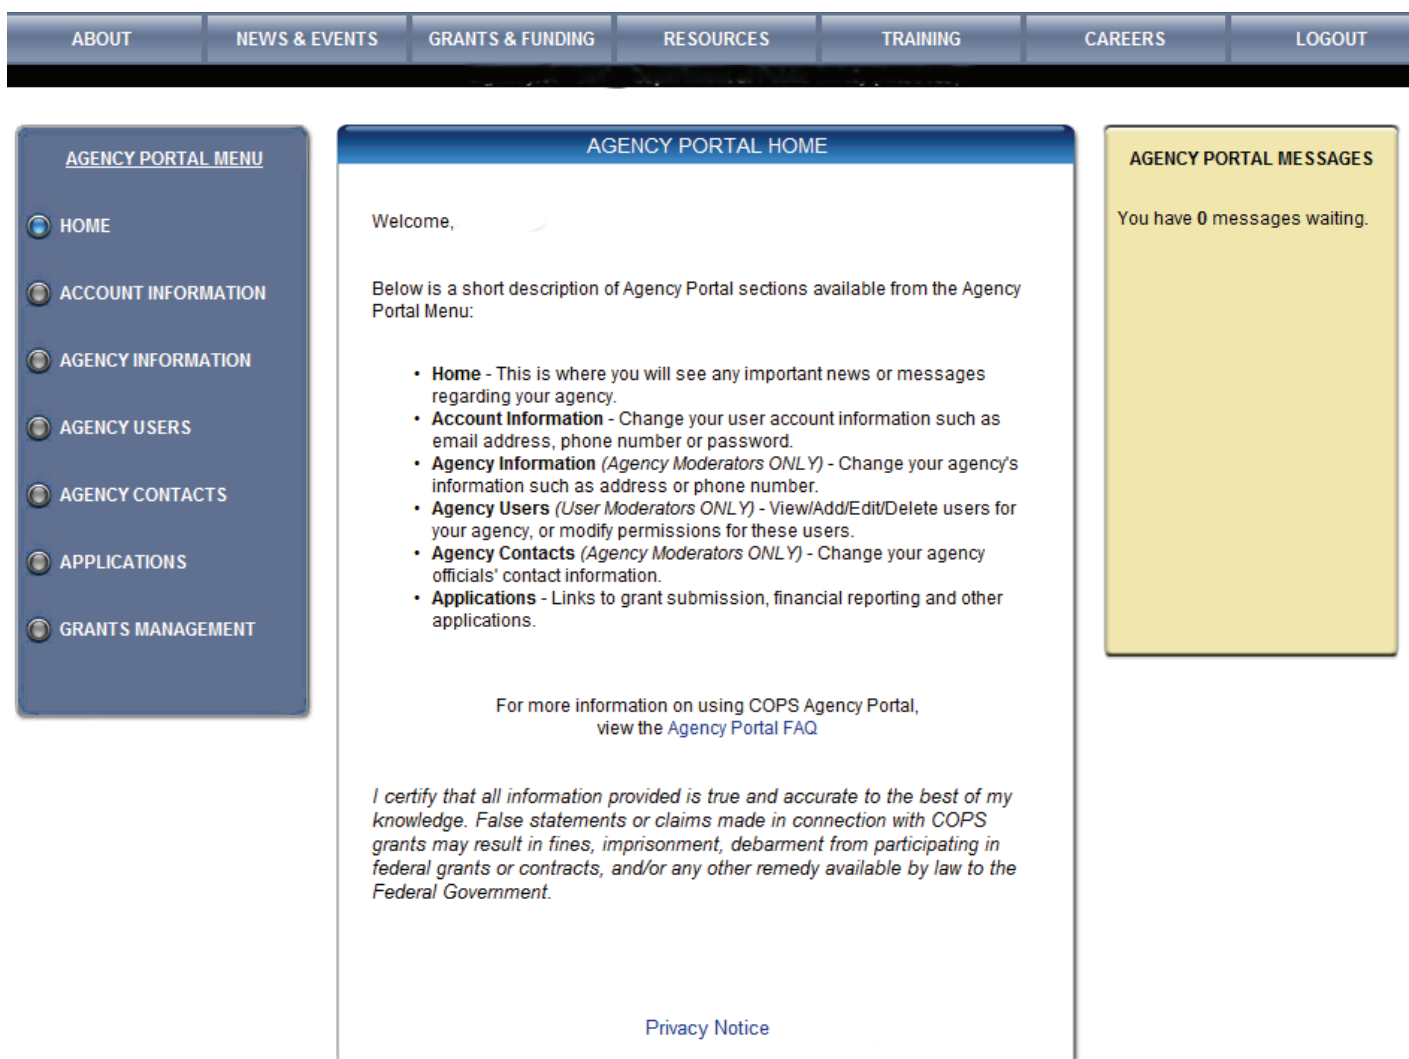 ABOUT NEWS & EVENTS GRANTS & FUNDING RESOURCES TRAINING CAREERS LOGOUT
AGENCY PORTAL MENU
HOME
ACCOUNT INFORMATION
AGENCY INFORMATION
AGENCY USERS
AGENCY CONTACTS
APPLICATIONS
GRANTS MANAGEMENT
AGENCY PORTAL HOME
Welcome,
Below is a short description of Agency Portal sections available from the Agency
Portal Menu:
• Home - This is where you will see any important news or messages
regarding your agency.
• Account Information - Change your user account information such as
email address, phone number or password.
• Agency Information (Agency Moderators ONLY) - Change your agency's
information such as address or phone number.
• Agency Users (User Moderators ONLY) - View/Add/Edit/Delete users for
your agency, or modify permissions for these users.
• Agency Contacts (Agency Moderators ONLY) - Change your agency
officials' contact information.
• Applications - Links to grant submission, financial reporting and other
applications.
For more information on using COPS Agency Portal,
view the Agency Portal FAQ
I certify that all information provided is true and accurate to the best of my
knowledge. False statements or claims made in connection with COPS
grants may result in fines, imprisonment, debarment from participating in
federal grants or contracts, and/or any other remedy available by law to the
Federal Government.
Privacy Notice
AGENCY PORTAL MESSAGES
You have 0 messages waiting.